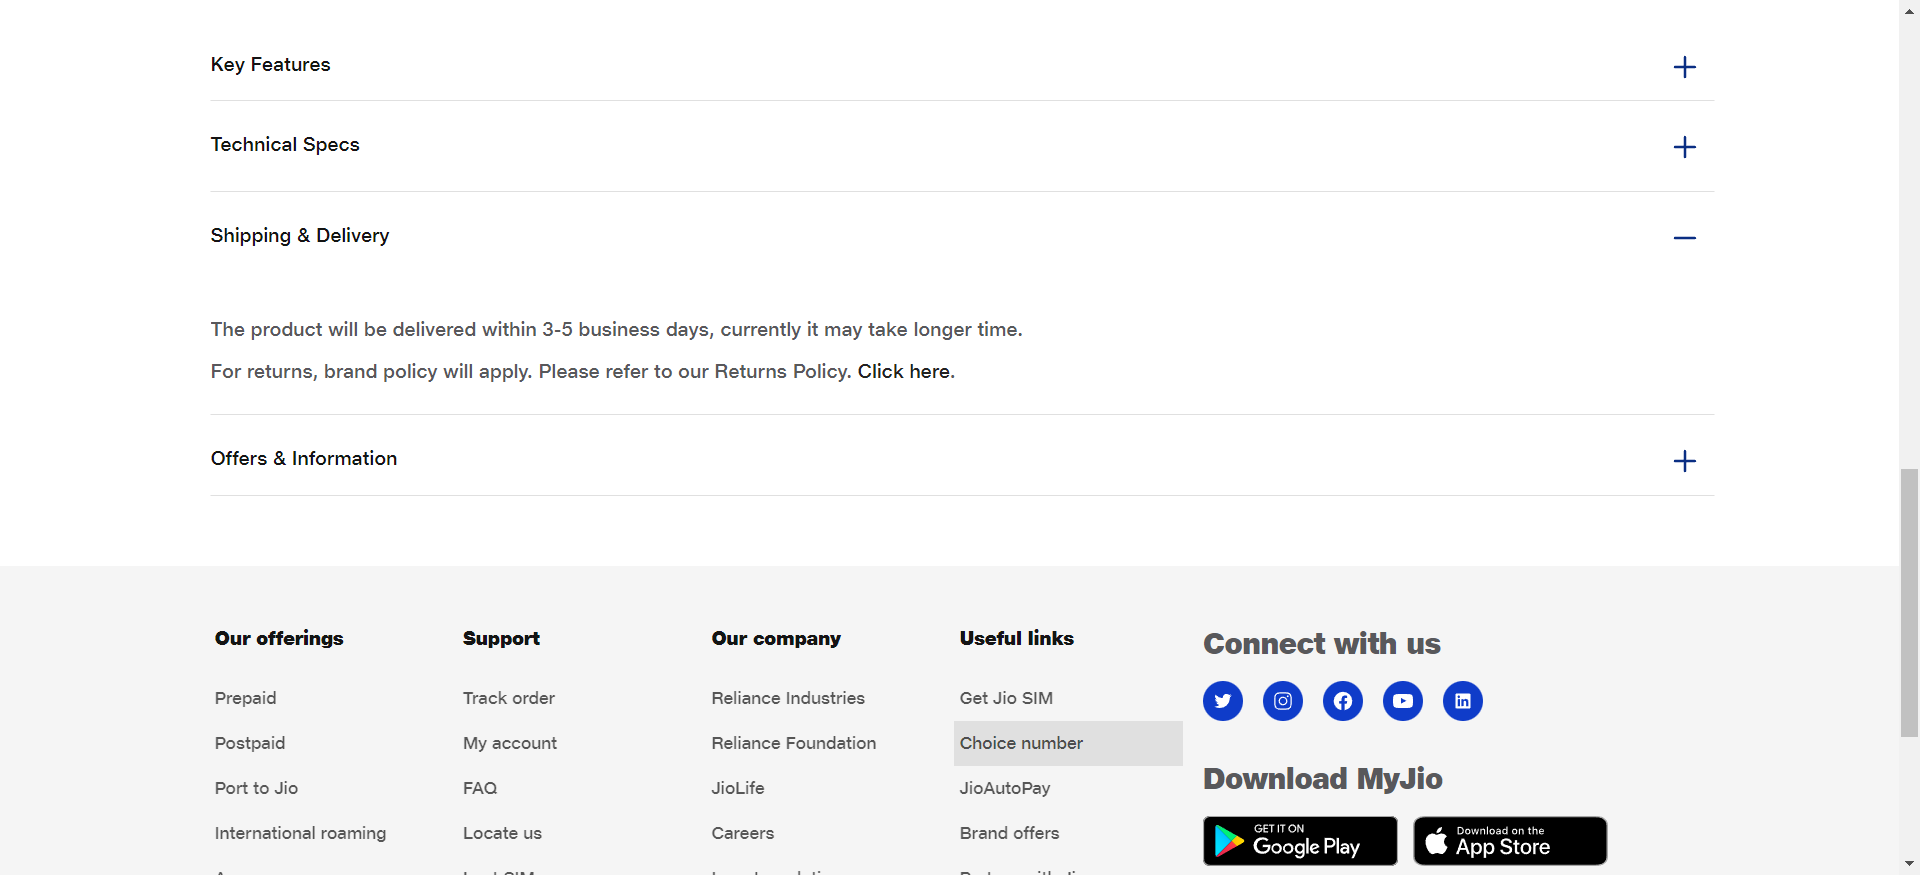 Key Features
Technical Specs
Shipping & Delivery
The product will be delivered within 3-5 business days, currently it may take longer time.
For returns, brand policy will apply. Please refer to our Returns Policy. Click here.
Offers & Information
Our offerings
Prepaid
Postpaid
Port to Jio
International roaming
Support
Track order
My account
FAQ
Locate us
Our company
Reliance Industries
Reliance Foundation
JioLife
Careers
Useful links
Get Jio SIM
Choice number
JioAutoPay
Brand offers
Connect with us
Download MyJio
GET IT ON
Google Play
Download on the
App Store